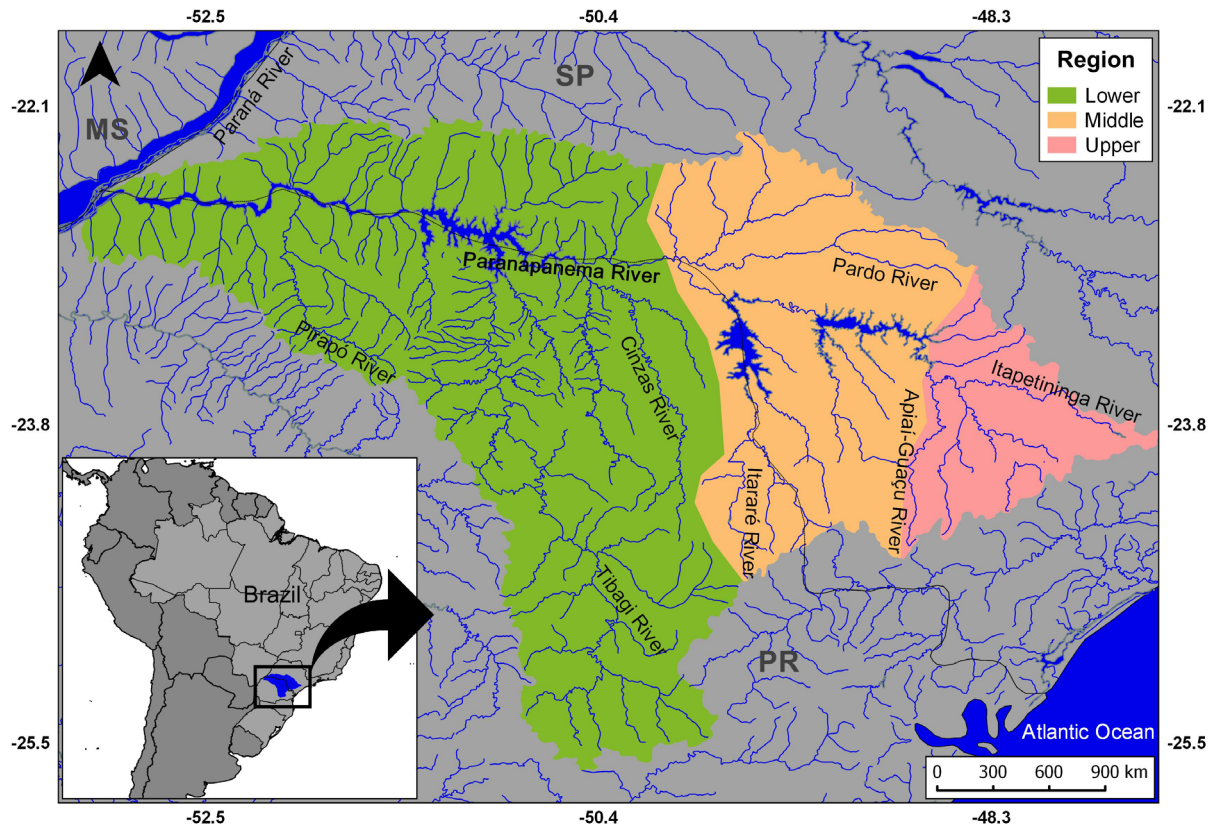 -52.5
-50.4
-48.3
SP
Region
Paraná River
Lower
-22.1
-22.1
MS
Middle
Upper
Pardo River
Paranapanema River
Pirapó River
Cinzas River
Itapetininga River
Apiaí-Guaçu River
-23.8
-23.8
Itararé River
Tibagi River
Brazil
PR
Atlantic Ocean
-25.5
-25.5
0 300 600 900 km
-52.5
-50.4
-48.3